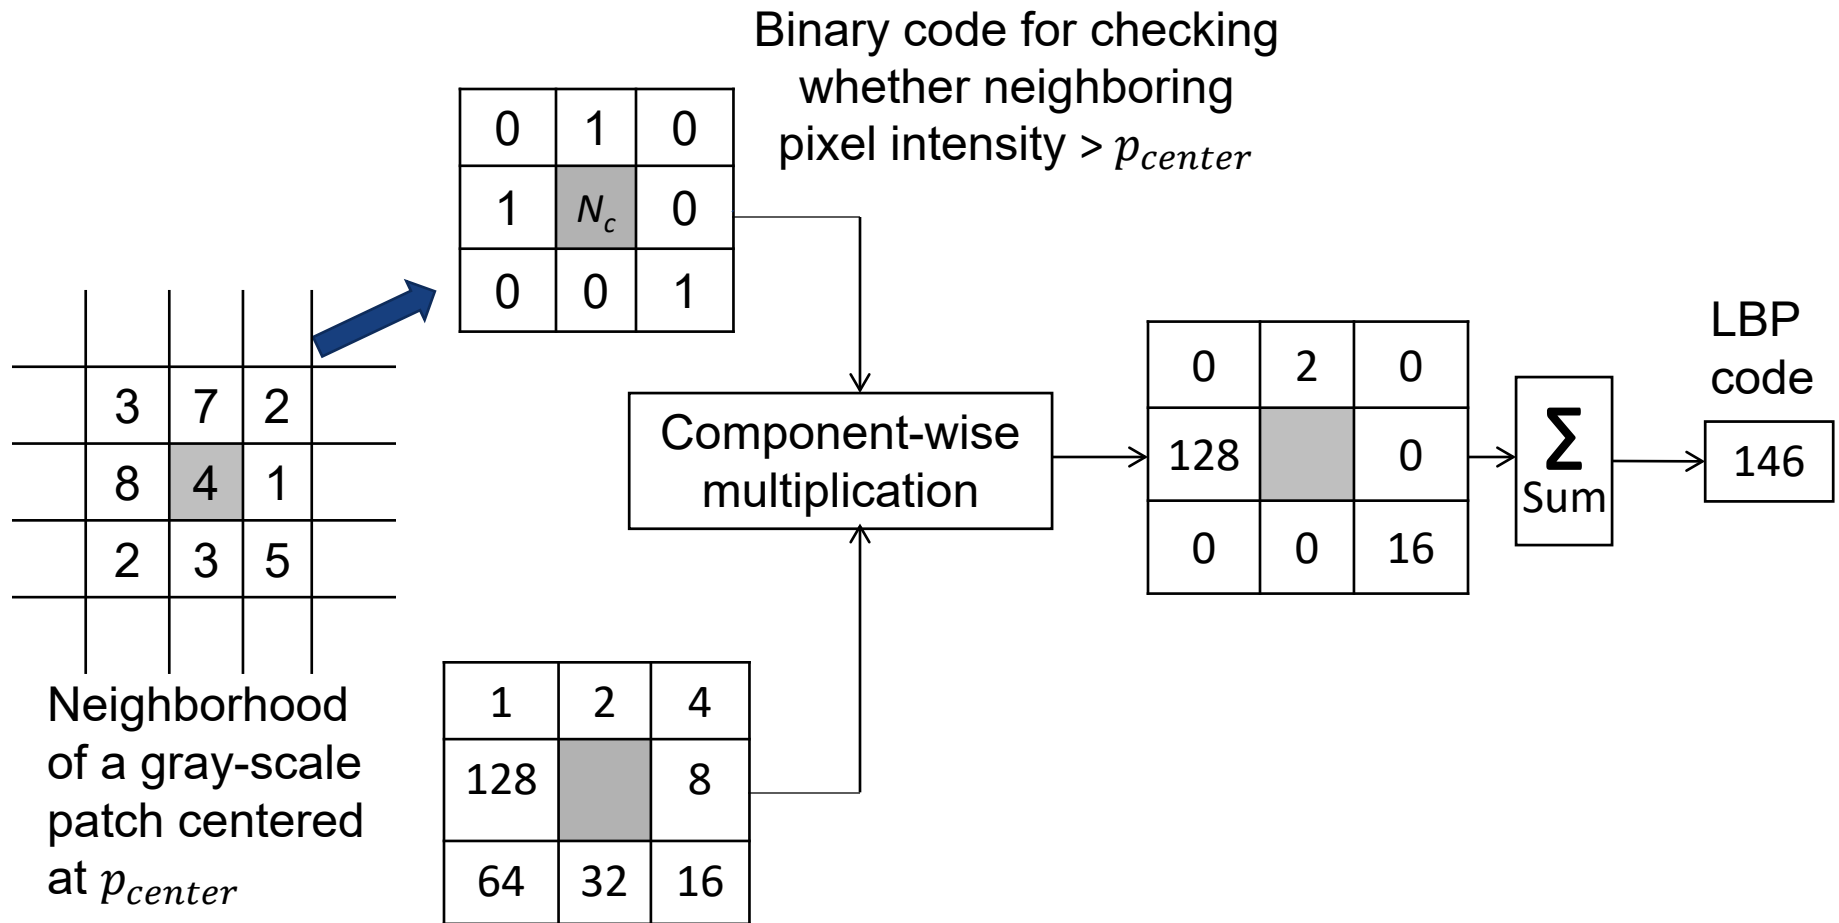 Binary code for checking
whether neighboring
pixel intensity > p_center
0 1 0
1 N_c 0
0 0 1
3 7 2
8 4 1
2 3 5
Neighborhood
of a gray-scale
patch centered
at p_center
1 2 4
128 8
64 32 16
Component-wise
multiplication
0 2 0
128 0
0 0 16
Σ
Sum
LBP
code
146